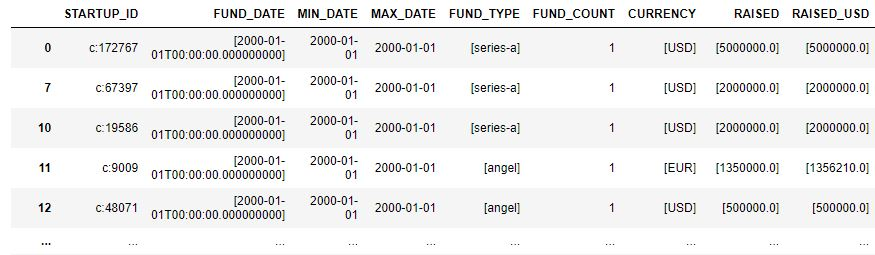 STARTUP_ID FUND_DATE MIN_DATE MAX_DATE FUND_TYPE FUND_COUNT CURRENCY RAISED RAISED_USD
0 c:172767 [2000-01-01T00:00:00.000000000] 2000-01-01 2000-01-01 [series-a] 1 [USD] [5000000.0] [5000000.0]
7 c:67397 [2000-01-01T00:00:00.000000000] 2000-01-01 2000-01-01 [series-a] 1 [USD] [2000000.0] [2000000.0]
10 c:19586 [2000-01-01T00:00:00.000000000] 2000-01-01 2000-01-01 [series-a] 1 [USD] [2000000.0] [2000000.0]
11 c:9009 [2000-01-01T00:00:00.000000000] 2000-01-01 2000-01-01 [angel] 1 [EUR] [1350000.0] [1356210.0]
12 c:48071 [2000-01-01T00:00:00.000000000] 2000-01-01 2000-01-01 [angel] 1 [USD] [500000.0] [500000.0]
... ... ... ... ... ... ... ... ... ...